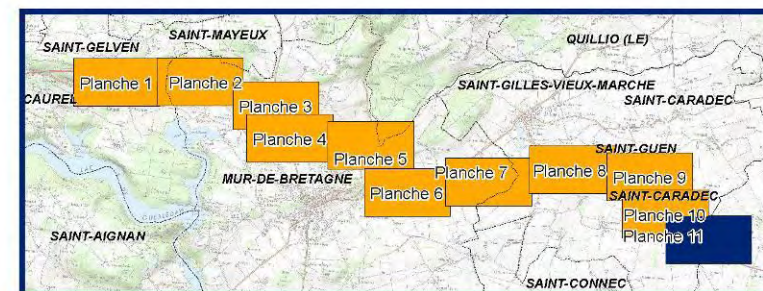 SAINT-MAYEUX
QUILLIO (LE)
SAINT-GELVEN
Planche 1
Planche 2
SAINT-GILLES-VIEUX-MARCHE
CAUREL
Planche 3
SAINT-CARADEC
Planche 4
SAINT-GUEN
Planche 5
Planche 7
Planche 8
MUR-DE-BRETAGNE
Planche 9
Planche 6
SAINT-CARADEC
Planche 10
SAINT-AIGNAN
Planche 11
SAINT-CONNEC